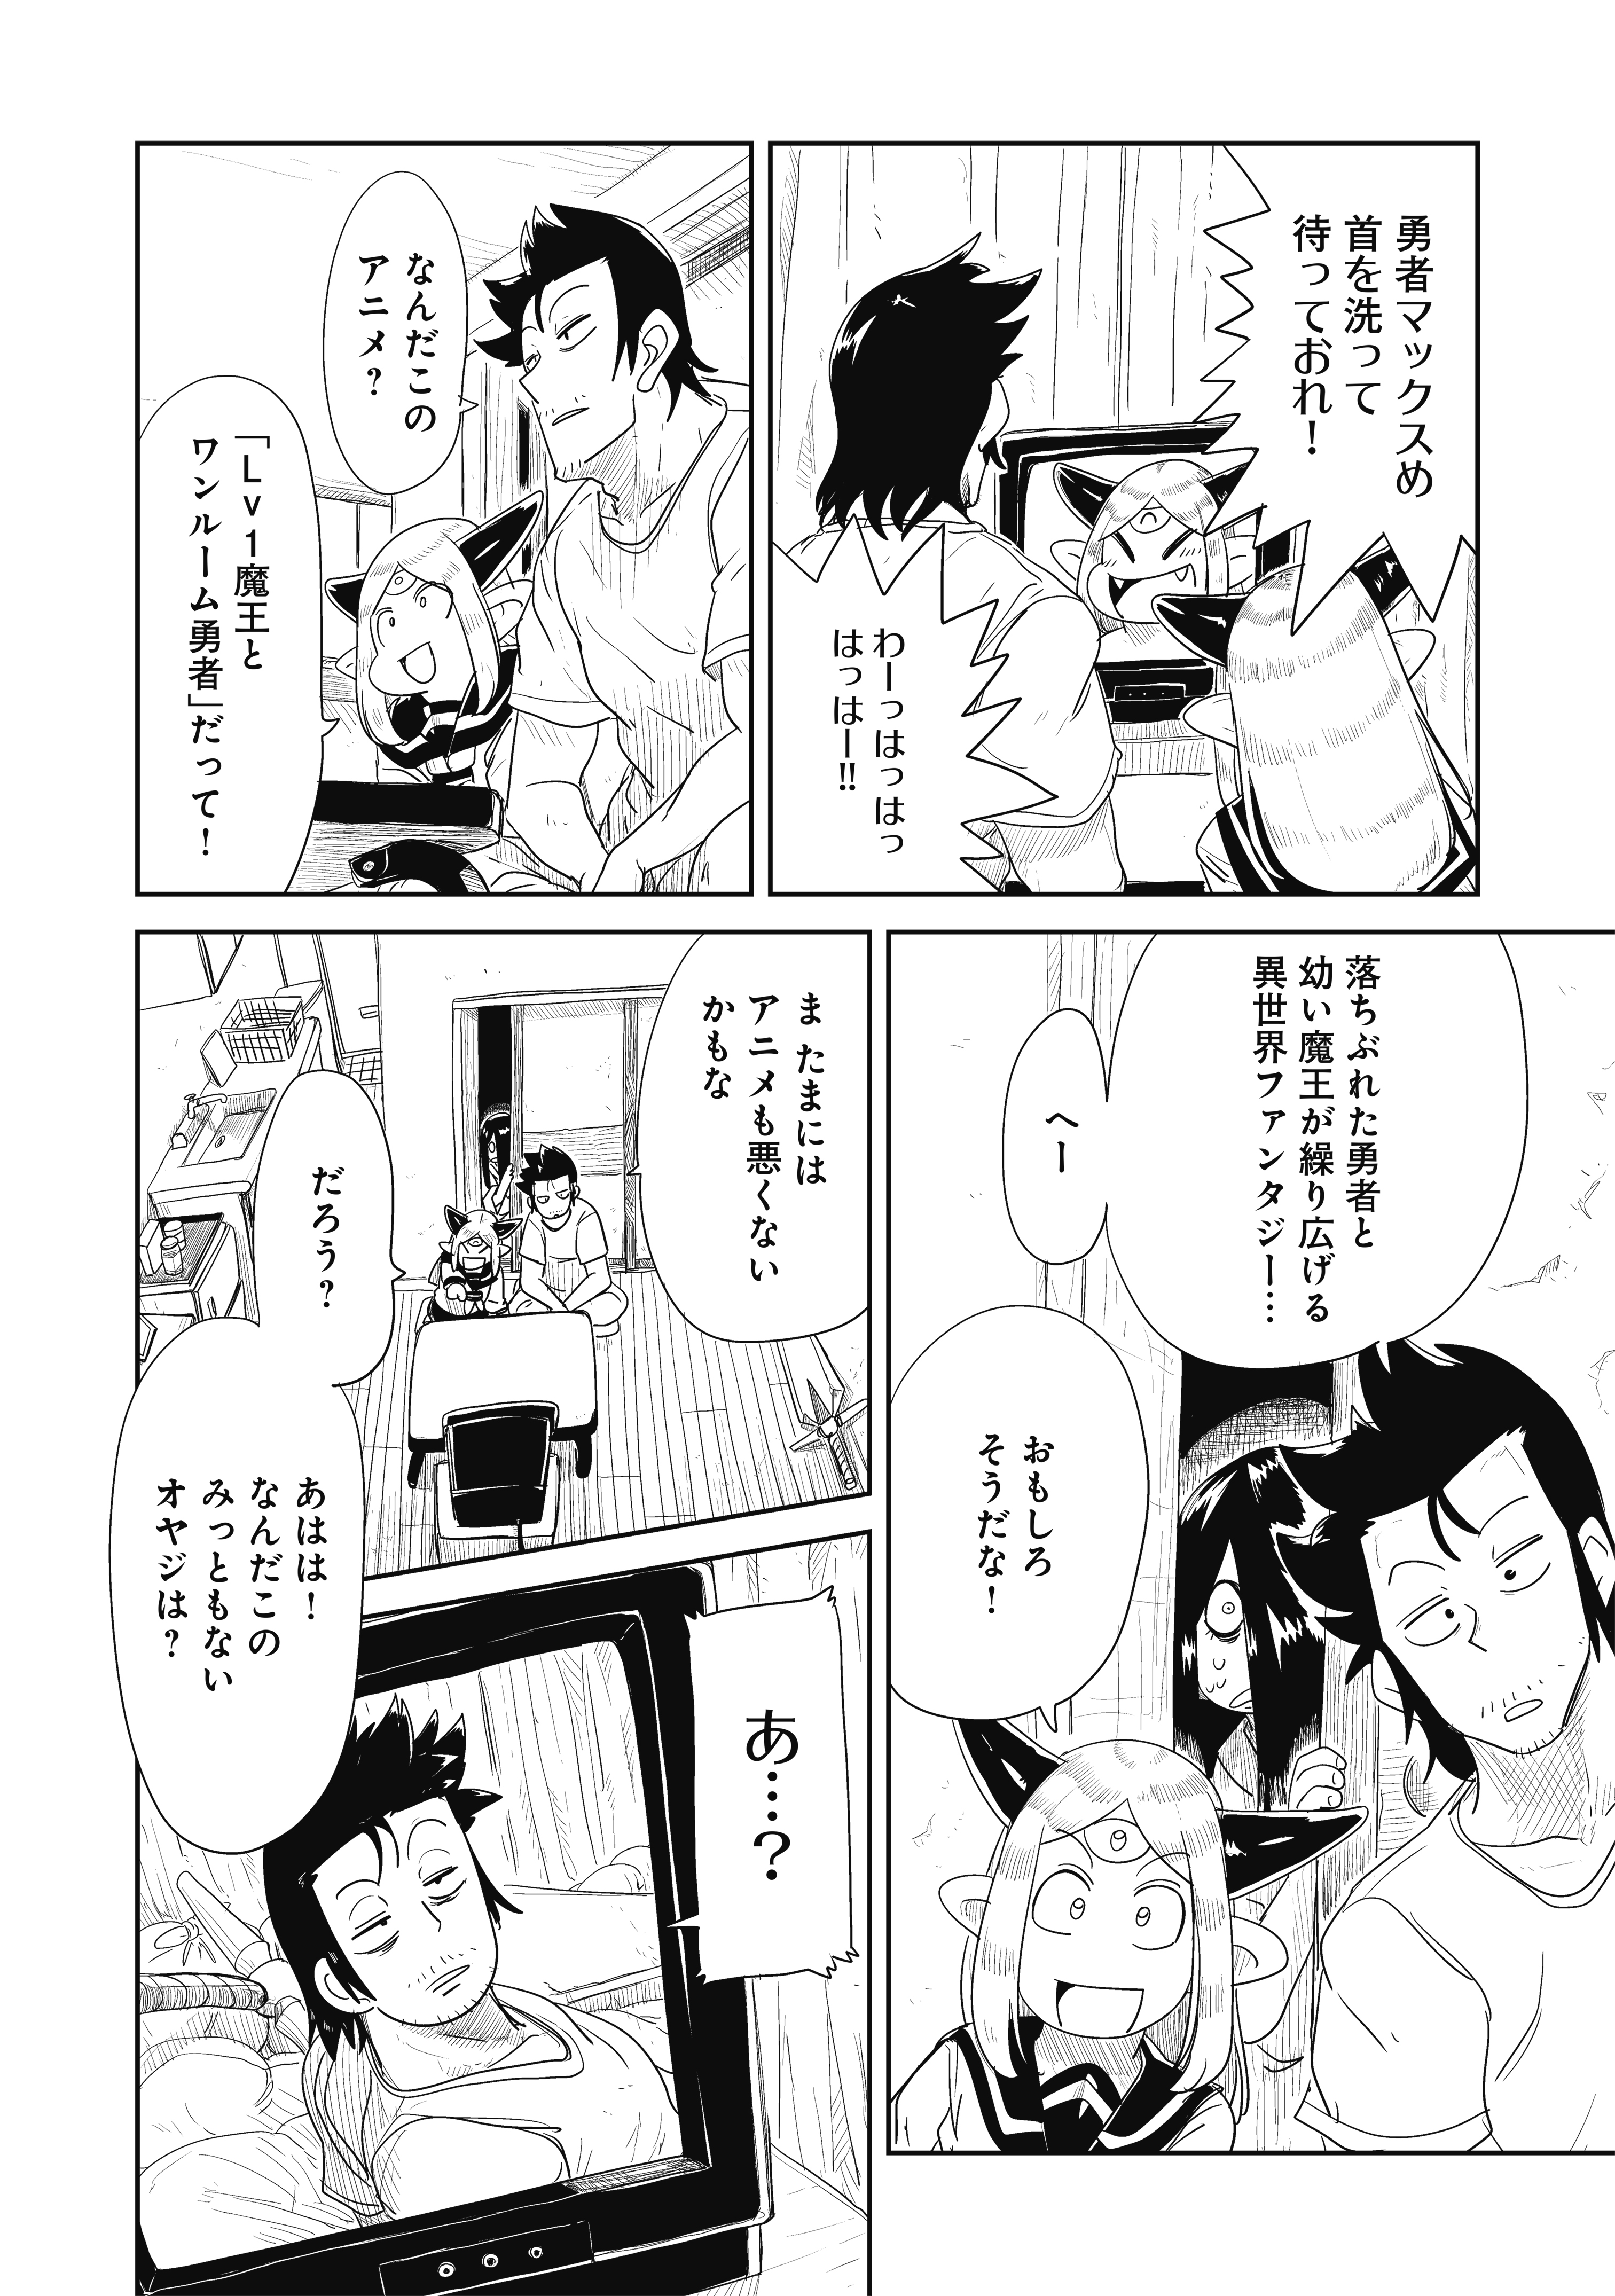 勇者マックスめ
首を洗って
待っておれ!
わーっはっはっはっ
はっはー!!
なんだこの
アニメ?
「Lv1魔王と
ワンルーム勇者」だって!
落ちぶれた勇者と
幼い魔王が繰り広げる
異世界ファンタジー…
へー
おもしろ
そうだな!
ま たまには
アニメも悪くない
かもな
だろう?
あ…?
あはは!
なんだこの
みっともない
オヤジは?